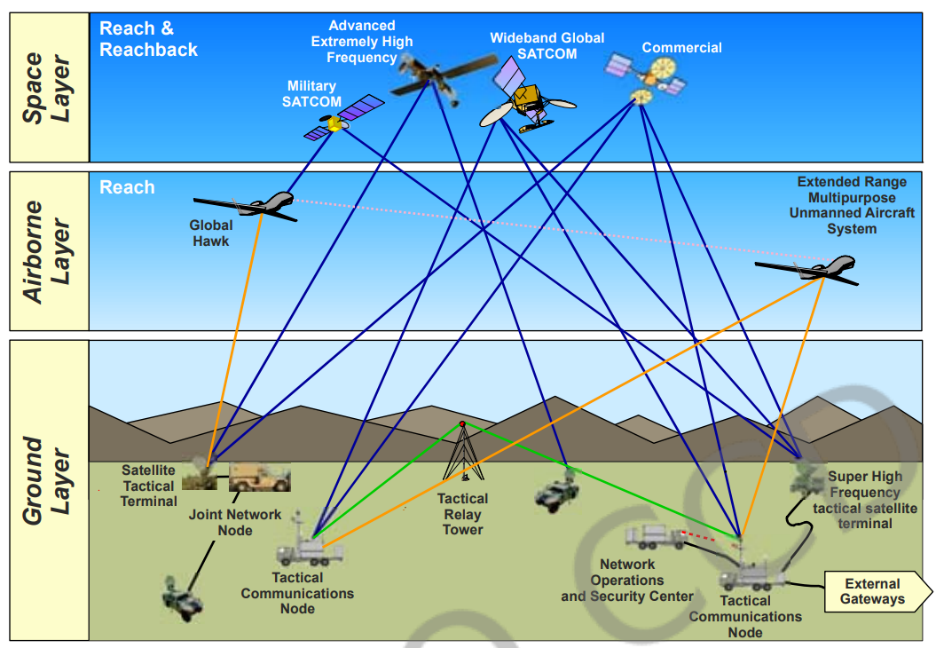 Space
Layer
Reach &
Reachback
Advanced
Extremely High
Frequency
Wideband Global
SATCOM
Commercial
Military
SATCOM
Airborne
Layer
Reach
Global
Hawk
Extended Range
Multipurpose
Unmanned Aircraft
System
Ground
Layer
Satellite
Tactical
Terminal
Joint Network
Node
Tactical
Communications
Node
Tactical
Relay
Tower
Network
Operations
and Security Center
Tactical
Communications
Node
Super High
Frequency
tactical satellite
terminal
External
Gateways